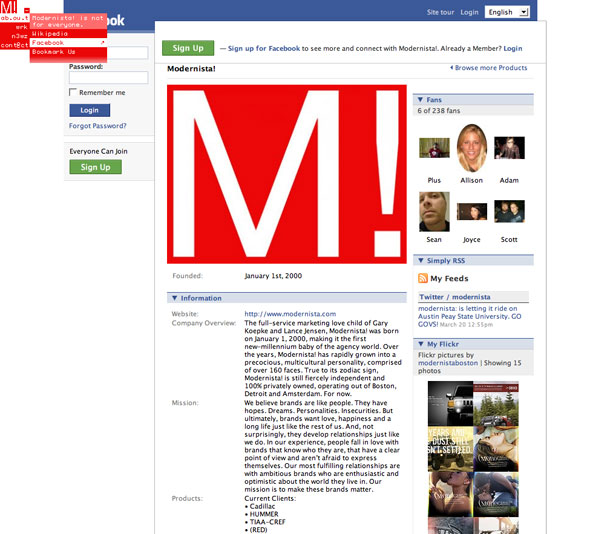 M!
ab.ou.t
Modernista! is not
for everyone.
Wikipedia
Facebook
Bookmark Us
wrk
n3wz
cont@ct
ook
Site tour Login English
Sign Up — Sign up for Facebook to see more and connect with Modernista!. Already a Member? Login
Password:
Remember me
Login
Forgot Password?
Everyone Can Join
Sign Up
Modernista!
Browse more Products
M!
Founded: January 1st, 2000
Information
Website: http://www.modernista.com
Company Overview: The full-service marketing love child of Gary
Koepke and Lance Jensen, Modernista! was born
on January 1, 2000, making it the first
new-millennium baby of the agency world. Over
the years, Modernista! has rapidly grown into a
precocious, multicultural personality, comprised
of over 160 faces. True to its zodiac sign,
Modernista! is still fiercely independent and
100% privately owned, operating out of Boston,
Detroit and Amsterdam. For now.
Mission: We believe brands are like people. They have
hopes. Dreams. Personalities. Insecurities. But
ultimately, brands want love, happiness and a
long life just like the rest of us. And, not
surprisingly, they develop relationships just like
we do. In our experience, people fall in love with
brands that know who they are, that have a clear
point of view and aren't afraid to express
themselves. Our most fulfilling relationships are
with ambitious brands who are enthusiastic and
optimistic about the world they live in. Our
mission is to make these brands matter.
Products: Current Clients:
• Cadillac
• HUMMER
• TIAA-CREF
• (RED)
Fans
6 of 238 fans
Plus Allison Adam
Sean Joyce Scott
Simply RSS
My Feeds
Twitter / modernista
modernista: is letting it ride on
Austin Peay State University. GO
GOVS! March 20 12:55pm
My Flickr
Flickr pictures by
modernistaboston | Showing 15
photos